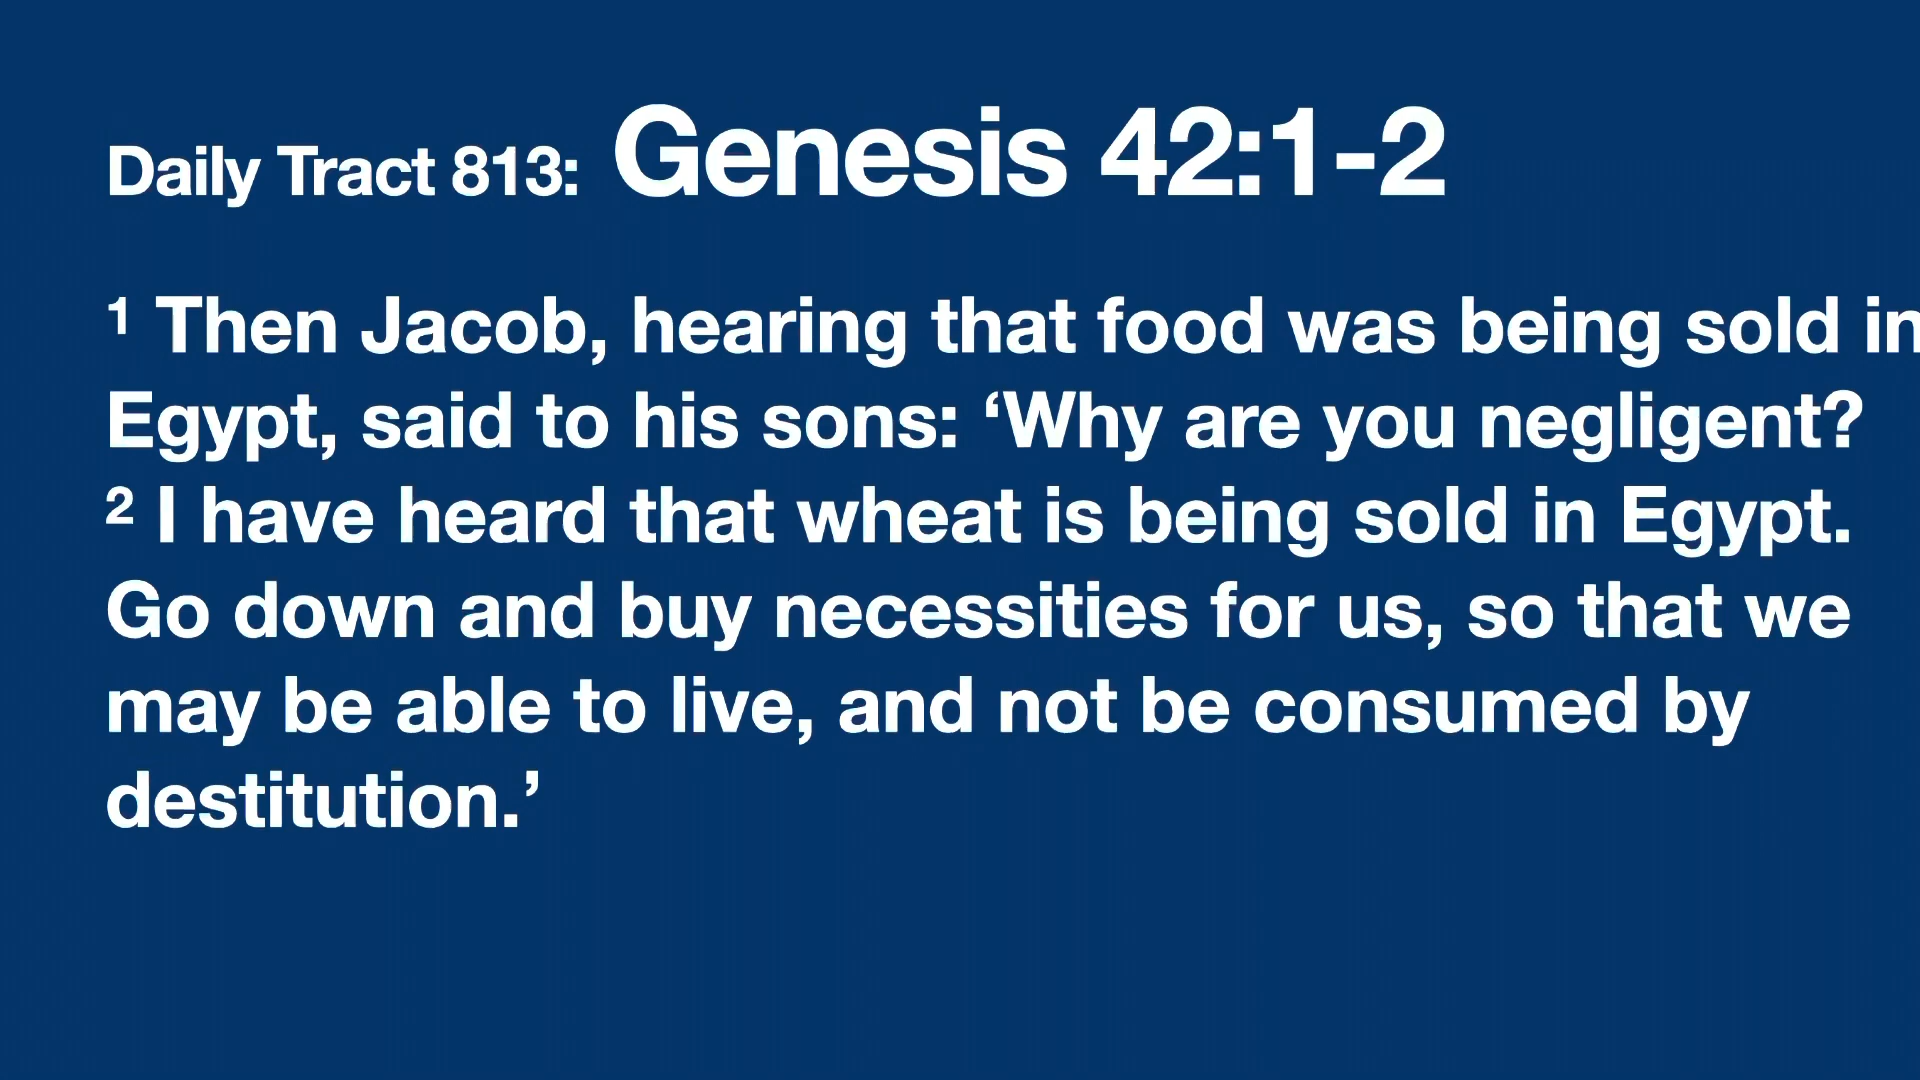 Daily Tract 813: Genesis 42:1-2
¹ Then Jacob, hearing that food was being sold in
Egypt, said to his sons: ‘Why are you negligent?
² I have heard that wheat is being sold in Egypt.
Go down and buy necessities for us, so that we
may be able to live, and not be consumed by
destitution.’